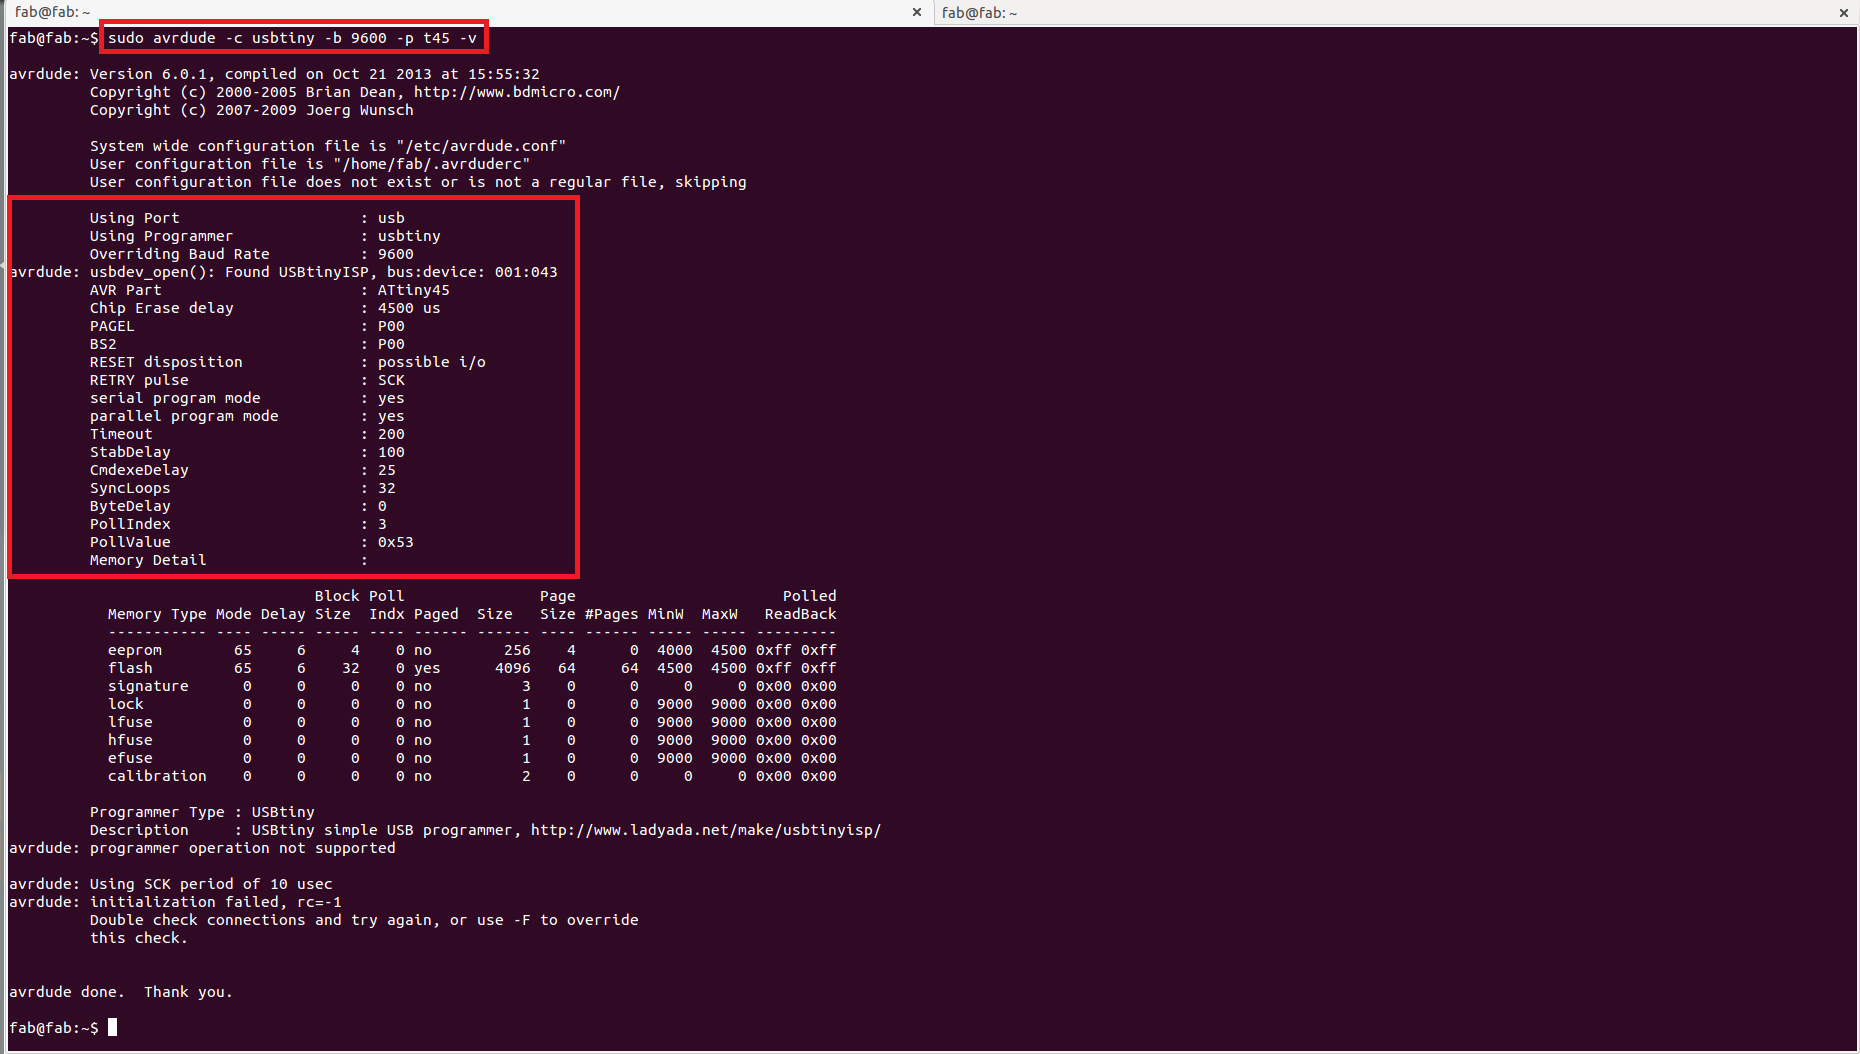 fab@fab: ~
fab@fab: ~
fab@fab:~$ sudo avrdude -c usbtiny -b 9600 -p t45 -v
avrdude: Version 6.0.1, compiled on Oct 21 2013 at 15:55:32
Copyright (c) 2000-2005 Brian Dean, http://www.bdmicro.com/
Copyright (c) 2007-2009 Joerg Wunsch
System wide configuration file is "/etc/avrdude.conf"
User configuration file is "/home/fab/.avrduderc"
User configuration file does not exist or is not a regular file, skipping
Using Port                    : usb
Using Programmer              : usbtiny
Overriding Baud Rate          : 9600
avrdude: usbdev_open(): Found USBtinyISP, bus:device: 001:043
AVR Part                      : ATtiny45
Chip Erase delay              : 4500 us
PAGEL                         : P00
BS2                           : P00
RESET disposition             : possible i/o
RETRY pulse                   : SCK
serial program mode           : yes
parallel program mode         : yes
Timeout                       : 200
StabDelay                     : 100
CmdexeDelay                   : 25
SyncLoops                     : 32
ByteDelay                     : 0
PollIndex                     : 3
PollValue                     : 0x53
Memory Detail                 :
Block Poll               Page                       Polled
Memory Type Mode Delay Size  Indx Paged  Size   Size #Pages MinW  MaxW   ReadBack
----------- ---- ----- ----- ---- ------ ------ ---- ------ ----- ----- ---------
eeprom        65     6     4    0 no        256    4      0  4000  4500 0xff 0xff
flash         65     6    32    0 yes      4096   64     64  4500  4500 0xff 0xff
signature      0     0     0    0 no          3    0      0     0     0 0x00 0x00
lock           0     0     0    0 no          1    0      0  9000  9000 0x00 0x00
lfuse          0     0     0    0 no          1    0      0  9000  9000 0x00 0x00
hfuse          0     0     0    0 no          1    0      0  9000  9000 0x00 0x00
efuse          0     0     0    0 no          1    0      0  9000  9000 0x00 0x00
calibration    0     0     0    0 no          2    0      0     0     0 0x00 0x00
Programmer Type : USBtiny
Description     : USBtiny simple USB programmer, http://www.ladyada.net/make/usbtinyisp/
avrdude: programmer operation not supported
avrdude: Using SCK period of 10 usec
avrdude: initialization failed, rc=-1
Double check connections and try again, or use -F to override
this check.
avrdude done.  Thank you.
fab@fab:~$